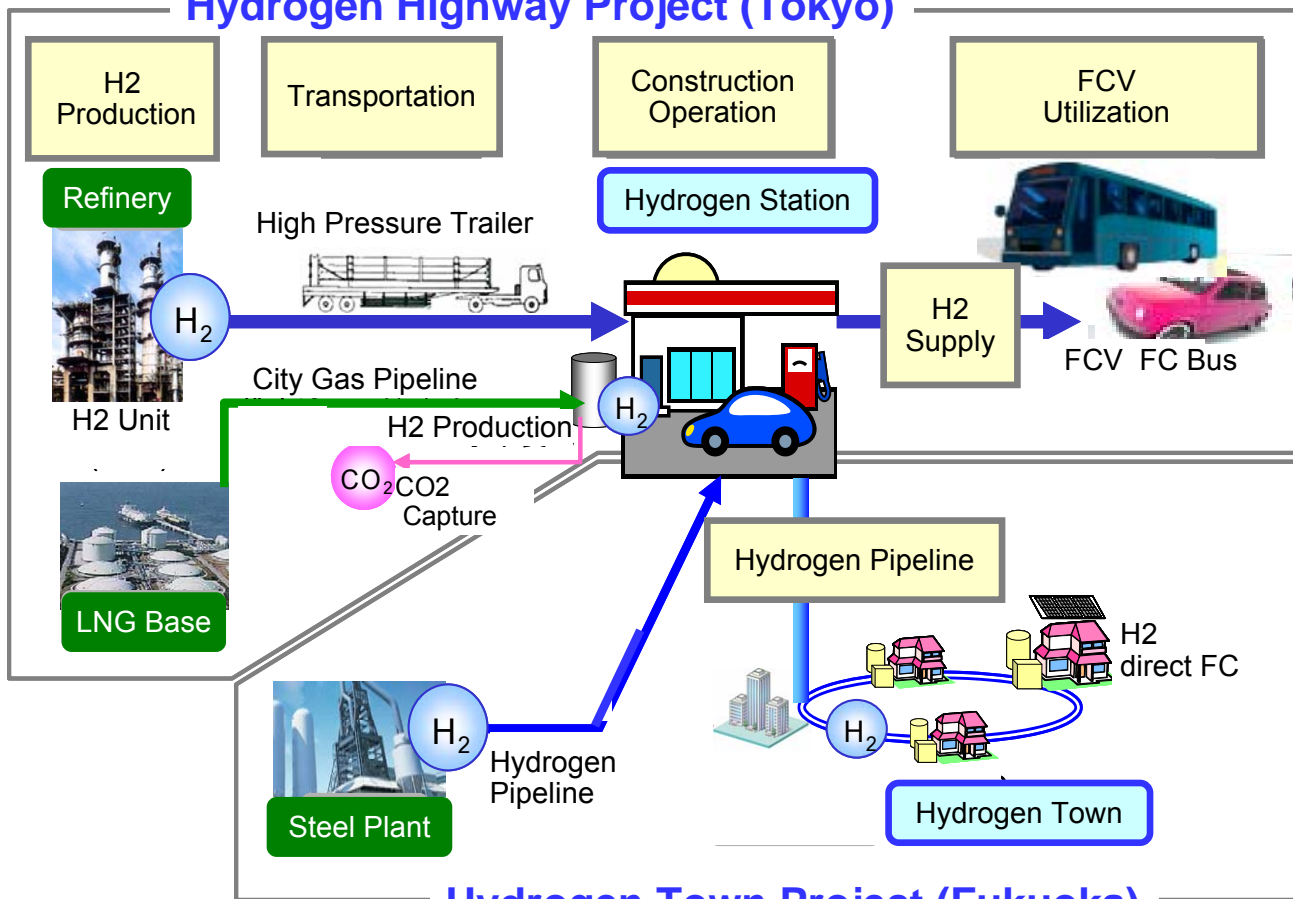 Hydrogen Highway Project (Tokyo)
H2
Production
Transportation
Construction
Operation
FCV
Utilization
Refinery
High Pressure Trailer
Hydrogen Station
H2
H2
Supply
FCV FC Bus
H2 Unit
City Gas Pipeline
H2 Production
H2
CO2
CO2
Capture
LNG Base
Hydrogen Pipeline
H2
direct FC
H2
H2
Hydrogen
Pipeline
Steel Plant
Hydrogen Town
Hydrogen Town Project (Fukuoka)